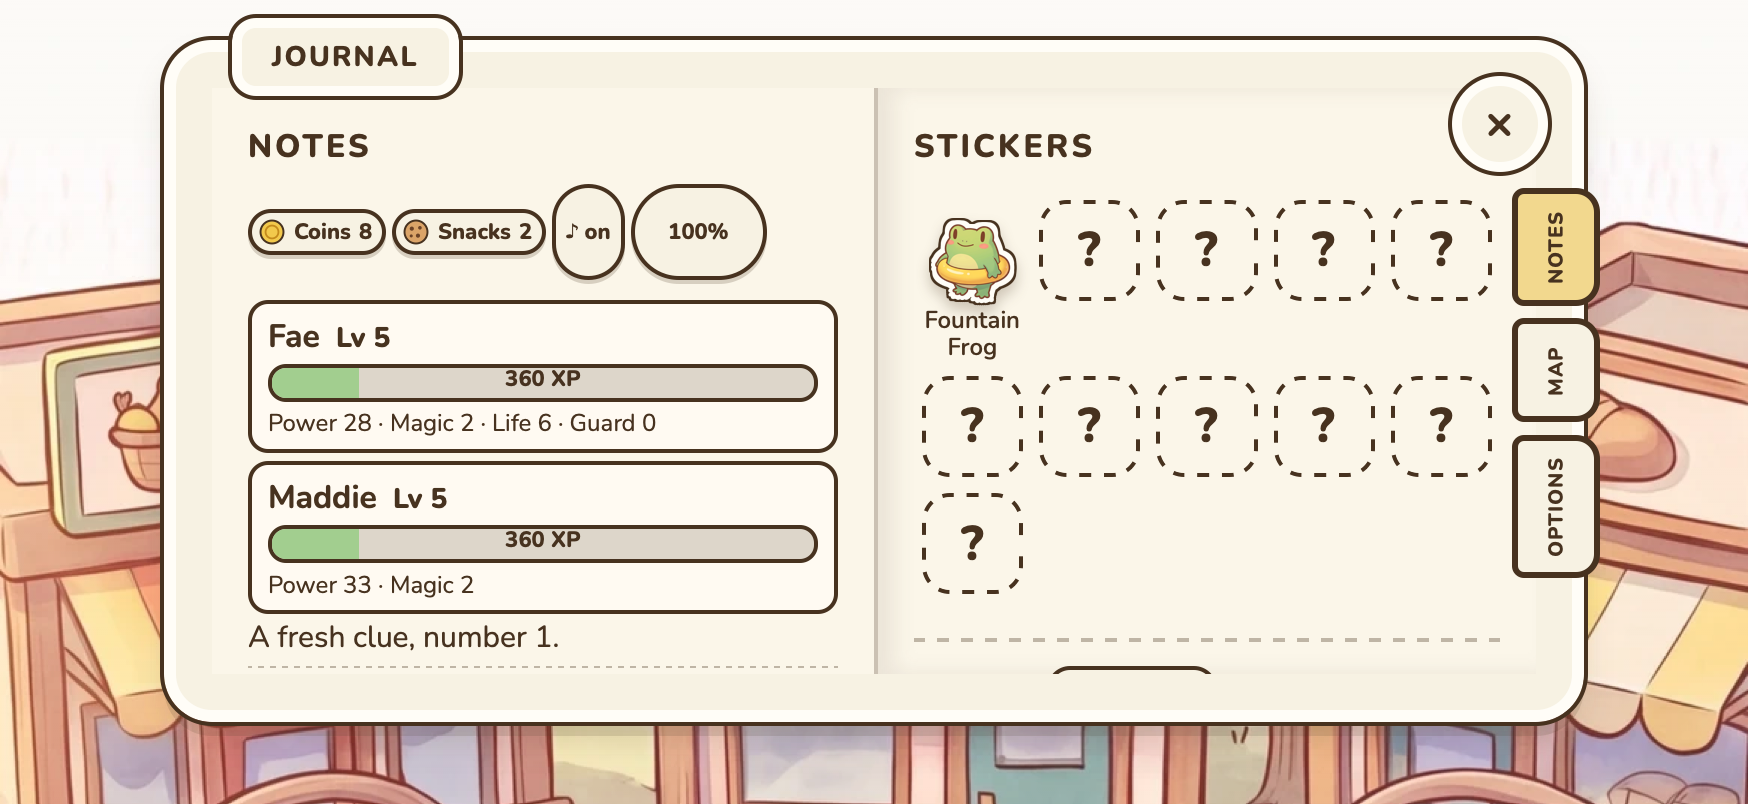 JOURNAL
NOTES
Coins 8
Snacks 2
♪ on
100%
Fae Lv 5
360 XP
Power 28 · Magic 2 · Life 6 · Guard 0
Maddie Lv 5
360 XP
Power 33 · Magic 2
A fresh clue, number 1.
STICKERS
? ? ? ?
Fountain
Frog
? ? ? ? ?
?
×
NOTES
MAP
OPTIONS